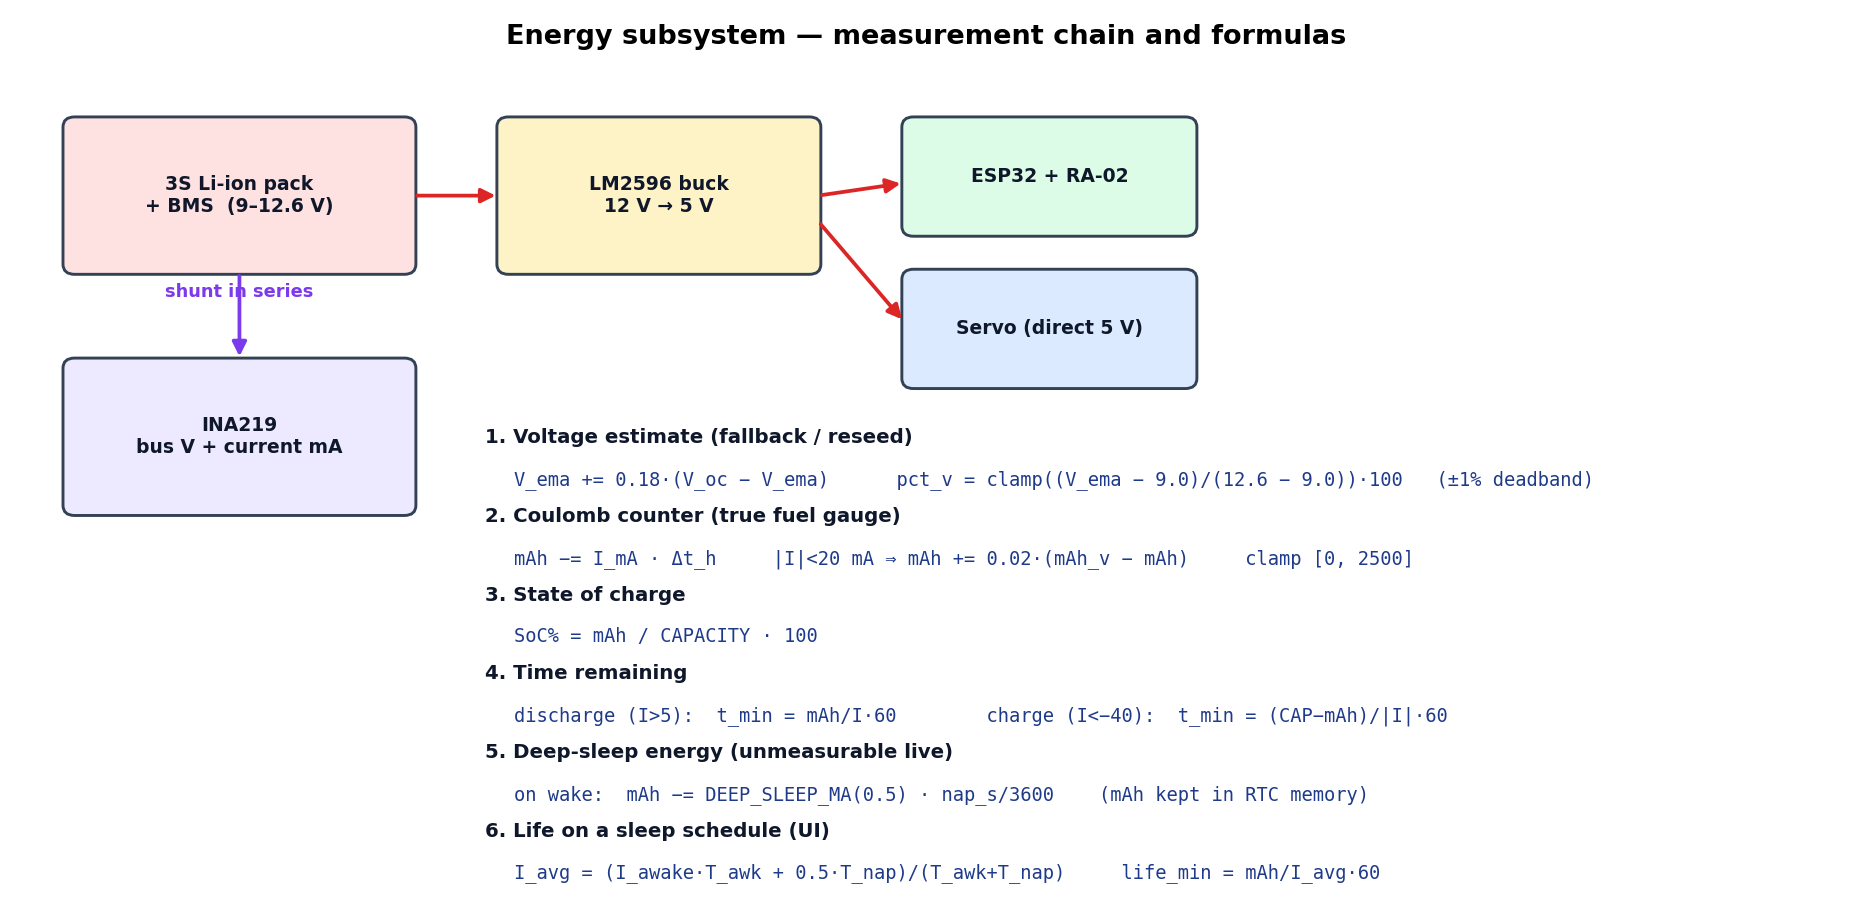 Energy subsystem — measurement chain and formulas
3S Li-ion pack
+ BMS  (9–12.6 V)
LM2596 buck
12 V → 5 V
ESP32 + RA-02
Servo (direct 5 V)
shunt in series
INA219
bus V + current mA
1. Voltage estimate (fallback / reseed)
V_ema += 0.18·(V_oc − V_ema)      pct_v = clamp((V_ema − 9.0)/(12.6 − 9.0))·100   (±1% deadband)
2. Coulomb counter (true fuel gauge)
mAh −= I_mA · Δt_h     |I|<20 mA ⇒ mAh += 0.02·(mAh_v − mAh)     clamp [0, 2500]
3. State of charge
SoC% = mAh / CAPACITY · 100
4. Time remaining
discharge (I>5):  t_min = mAh/I·60        charge (I<−40):  t_min = (CAP−mAh)/|I|·60
5. Deep-sleep energy (unmeasurable live)
on wake:  mAh −= DEEP_SLEEP_MA(0.5) · nap_s/3600    (mAh kept in RTC memory)
6. Life on a sleep schedule (UI)
I_avg = (I_awake·T_awk + 0.5·T_nap)/(T_awk+T_nap)     life_min = mAh/I_avg·60